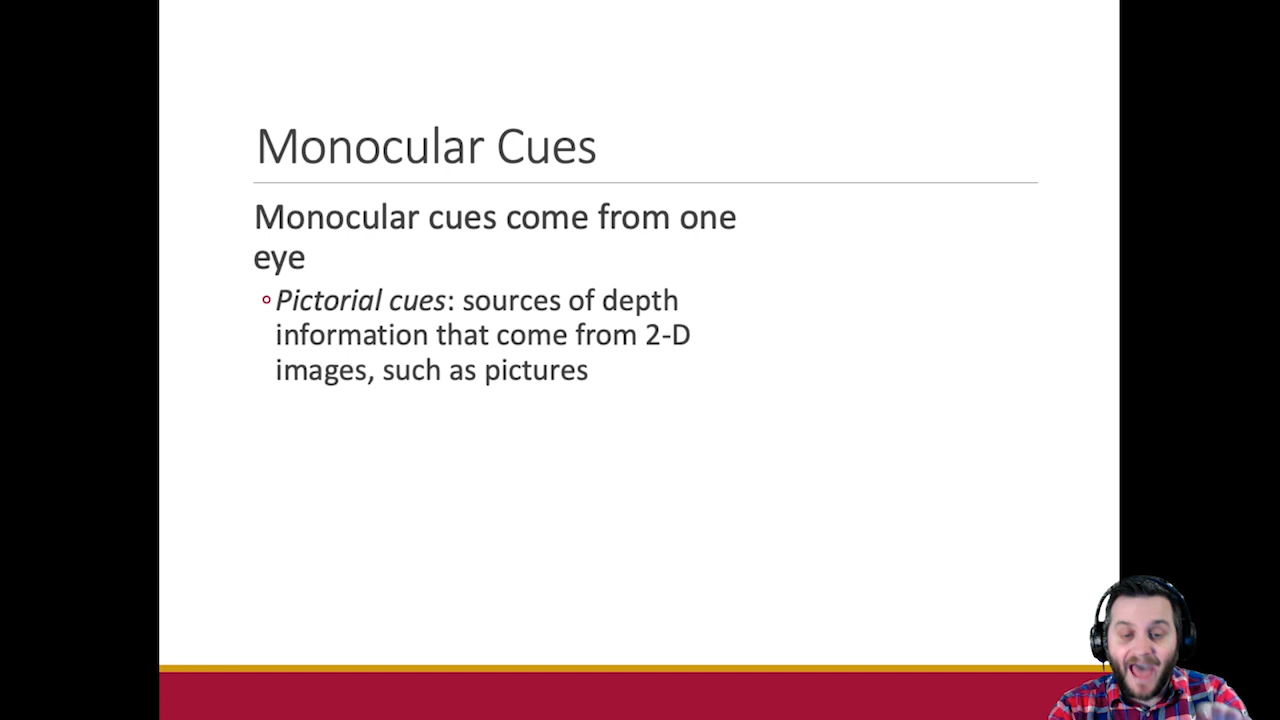 Monocular Cues
Monocular cues come from one
eye
Pictorial cues: sources of depth
information that come from 2-D
images, such as pictures